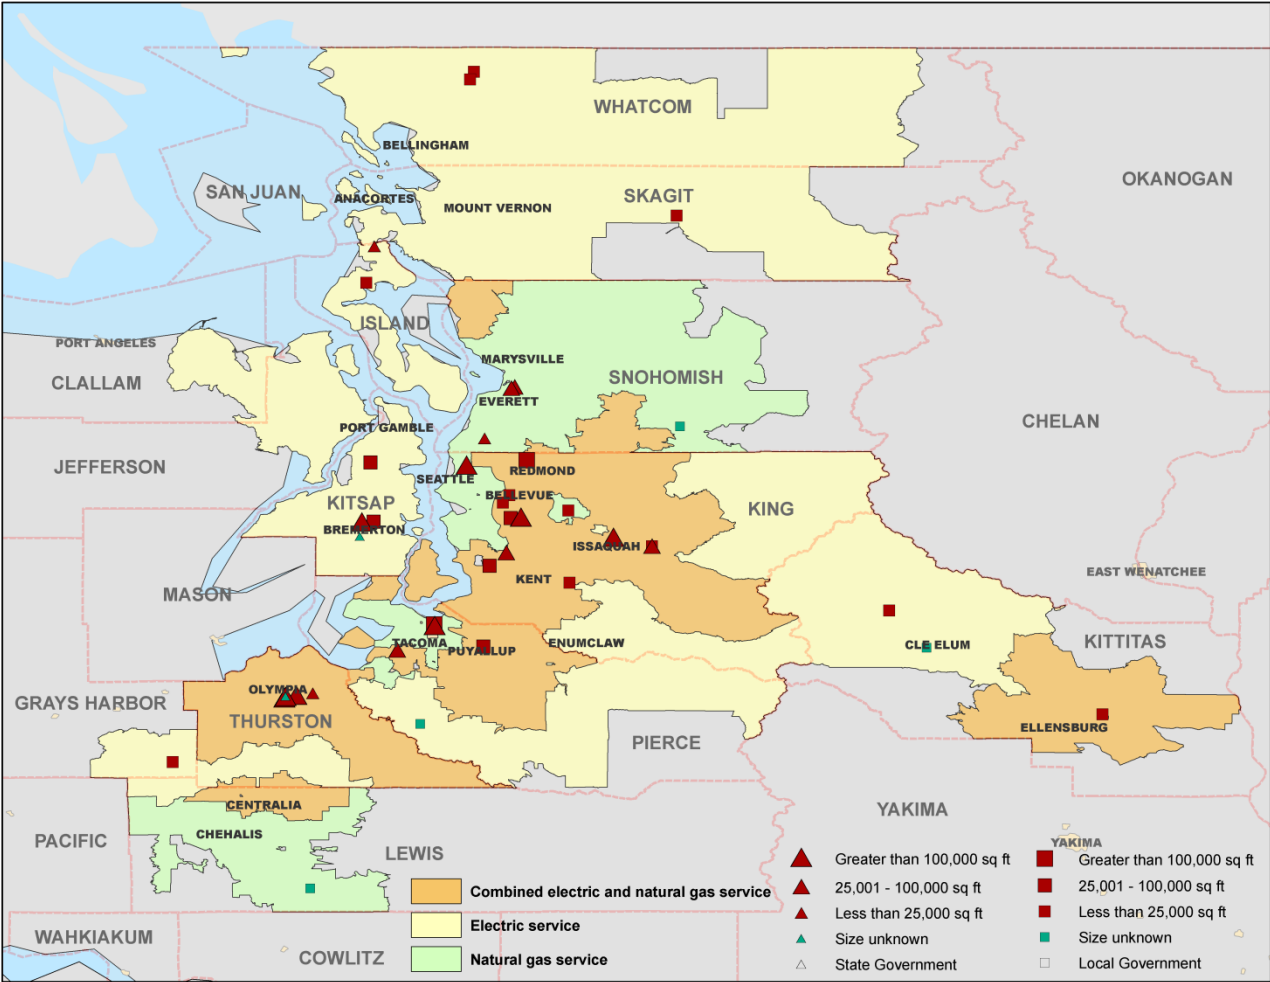 WHATCOM
BELLINGHAM
OKANOGAN
SAN JUAN
SKAGIT
ANACORTES
MOUNT VERNON
ISLAND
PORT ANGELES
MARYSVILLE
CLALLAM
SNOHOMISH
EVERETT
CHELAN
PORT GAMBLE
JEFFERSON
REDMOND
SEATTLE
BELLEVUE
KITSAP
KING
BREMERTON
ISSAQUAH
EAST WENATCHEE
KENT
MASON
TACOMA
ENUMCLAW
KITTITAS
CLE ELUM
PUYALLUP
OLYMPIA
GRAYS HARBOR
THURSTON
ELLENSBURG
PIERCE
CENTRALIA
YAKIMA
CHEHALIS
PACIFIC
YAKIMA
LEWIS
Greater than 100,000 sq ft
Greater than 100,000 sq ft
25,001 - 100,000 sq ft
25,001 - 100,000 sq ft
Combined electric and natural gas service
Less than 25,000 sq ft
Less than 25,000 sq ft
Electric service
WAHKIAKUM
Size unknown
Size unknown
COWLITZ
Natural gas service
State Government
Local Government